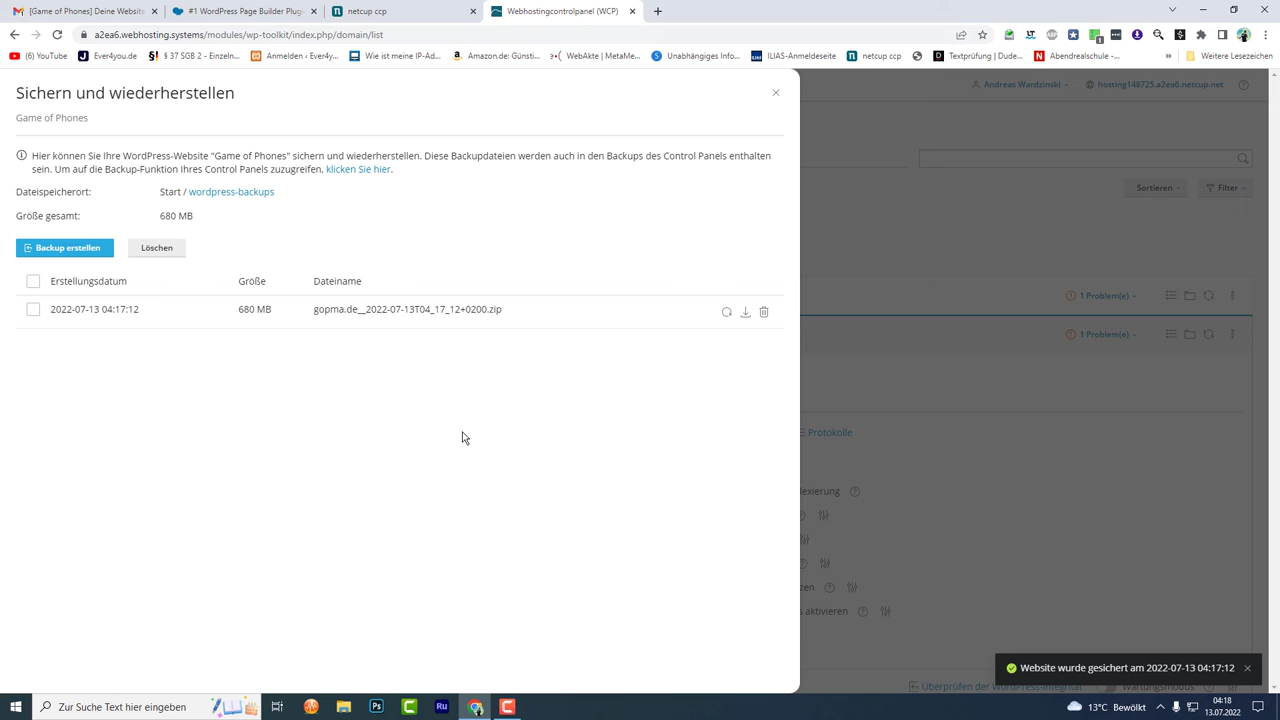 [Game of Phones] Deine Website
#1 WordPress Page Builder Plugi
netcup ccp
Webhostingcontrolpanel (WCP)
a2ea6.webhosting.systems/modules/wp-toolkit/index.php/domain/list
(6) YouTube
Ever4you.de
§ 37 SGB 2 - Einzeln...
Anmelden ‹ Ever4y...
Wie ist meine IP-Ad...
Amazon.de: Günsti...
WebAkte | MetaMe...
Unabhängiges Info...
ILIAS-Anmeldeseite
netcup ccp
Textprüfung | Dude...
Abendrealschule -...
»
Weitere Lesezeichen
Sichern und wiederherstellen
Game of Phones
Andreas Wardzinski
hosting148725.a2ea6.netcup.net
Hier können Sie Ihre WordPress-Website "Game of Phones" sichern und wiederherstellen. Diese Backupdateien werden auch in den Backups des Control Panels enthalten
sein. Um auf die Backup-Funktion Ihres Control Panels zuzugreifen, klicken Sie hier.
Dateispeicherort: Start / wordpress-backups
Sortieren
Filter
Größe gesamt: 680 MB
Backup erstellen
Löschen
Erstellungsdatum Größe Dateiname
2022-07-13 04:17:12 680 MB gopma.de__2022-07-13T04_17_12+0200.zip
1 Problem(e)
1 Problem(e)
Protokolle
lexierung
zen
s aktivieren
Website wurde gesichert am 2022-07-13 04:17:12
Überprüfen der WordPress-Integrität
Wartungsmodus
Zur Suche Text hier eingeben
Ps
Ru
13°C Bewölkt
04:18
13.07.2022